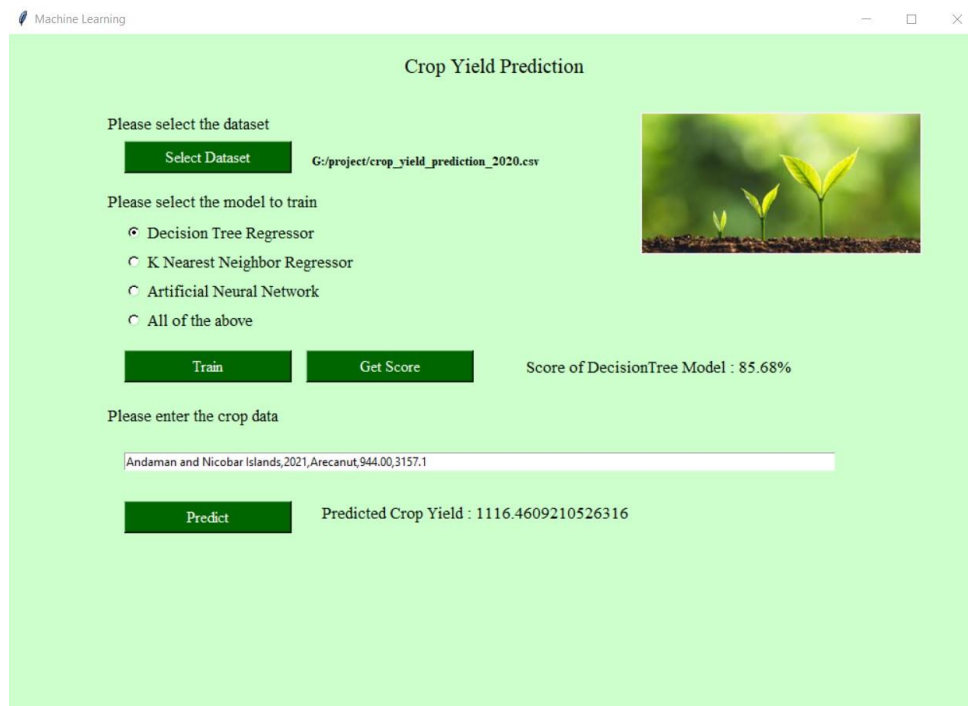 Machine Learning
Crop Yield Prediction
Please select the dataset
Select Dataset G:/project/crop_yield_prediction_2020.csv
Please select the model to train
Decision Tree Regressor
K Nearest Neighbor Regressor
Artificial Neural Network
All of the above
Train Get Score Score of DecisionTree Model : 85.68%
Please enter the crop data
Andaman and Nicobar Islands,2021,Arecanut,944.00,3157.1
Predict Predicted Crop Yield : 1116.4609210526316